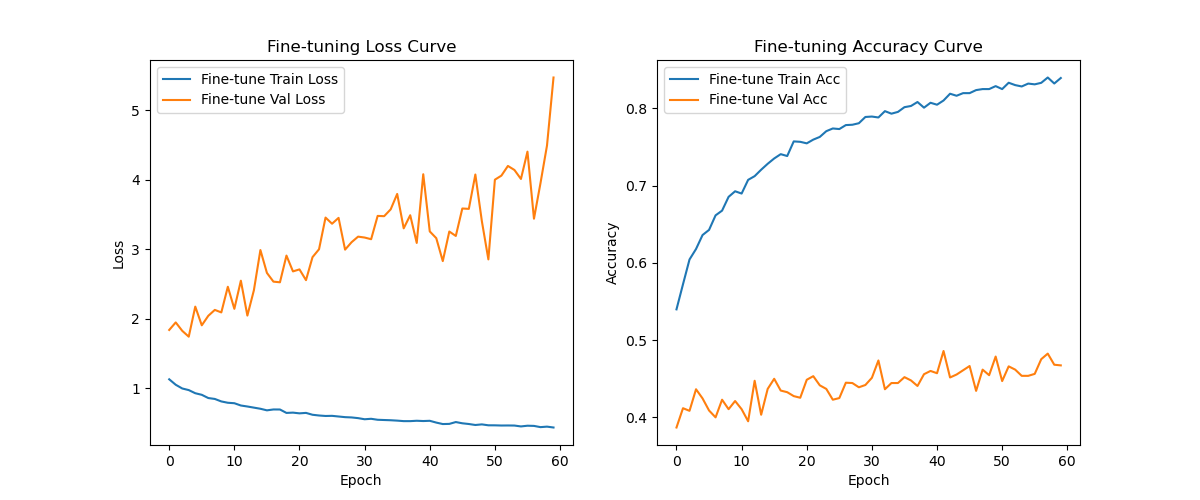 Fine-tuning Loss Curve
Fine-tune Train Loss
Fine-tune Val Loss
5
4
3
2
1
Loss
0 10 20 30 40 50 60
Epoch
Fine-tuning Accuracy Curve
Fine-tune Train Acc
Fine-tune Val Acc
0.8
0.7
0.6
0.5
0.4
Accuracy
0 10 20 30 40 50 60
Epoch